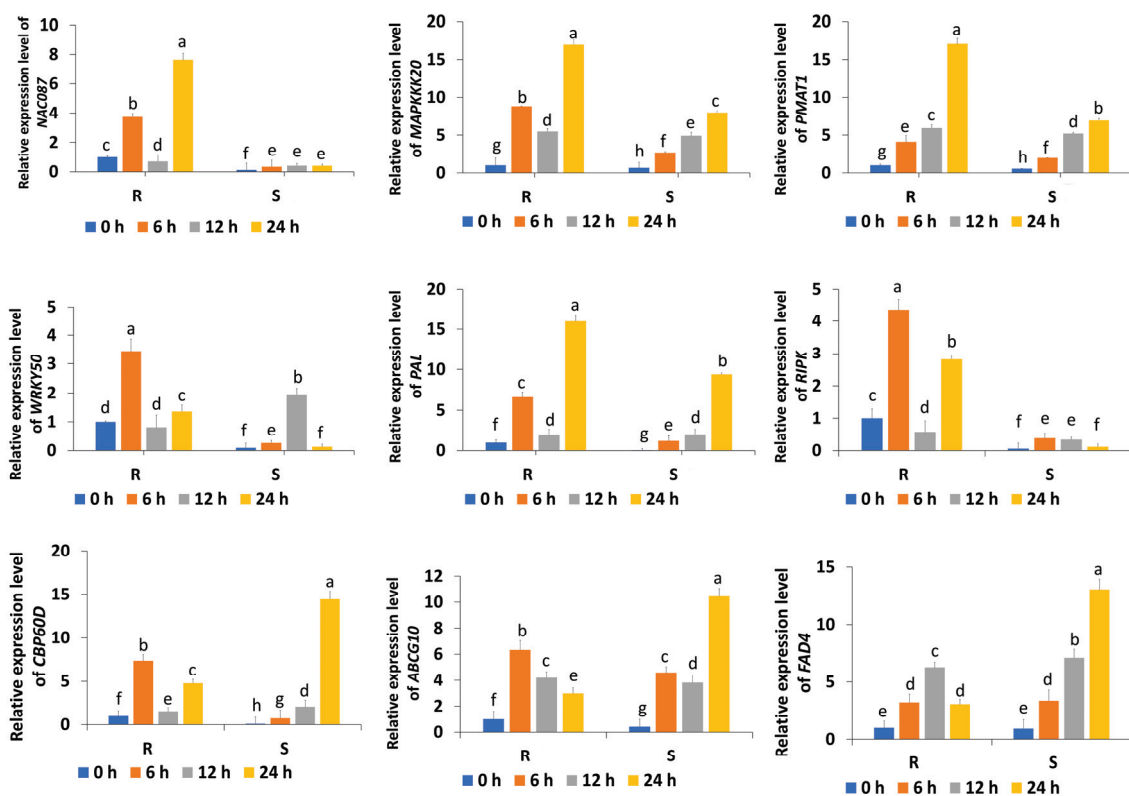 Relative expression level of
NAC087
10
8
6
4
2
0
c
b
d
a
f
e
e
e
R
S
0 h
6 h
12 h
24 h
Relative expression level
of MAPKKK20
20
15
10
5
0
g
b
d
a
h
f
e
c
R
S
0 h
6 h
12 h
24 h
Relative expression level
of PMAT1
20
15
10
5
0
g
e
c
a
h
f
d
b
R
S
0 h
6 h
12 h
24 h
Relative expression level
of WRKY50
5
4
3
2
1
0
d
a
d
c
f
e
b
f
R
S
0 h
6 h
12 h
24 h
Relative expression level
of PAL
20
15
10
5
0
d
c
d
a
g
e
d
b
R
S
0 h
6 h
12 h
24 h
Relative expression level
of RIPK
5
4
3
2
1
0
c
a
d
b
f
e
e
f
R
S
0 h
6 h
12 h
24 h
Relative expression level
of CBP60D
20
15
10
5
0
f
b
e
c
h
g
d
a
R
S
0 h
6 h
12 h
24 h
Relative expression level
of ABCG10
12
10
8
6
4
2
0
f
b
c
e
g
c
d
a
R
S
0 h
6 h
12 h
24 h
Relative expression level
of FAD4
15
10
5
0
e
d
c
d
e
d
b
a
R
S
0 h
6 h
12 h
24 h